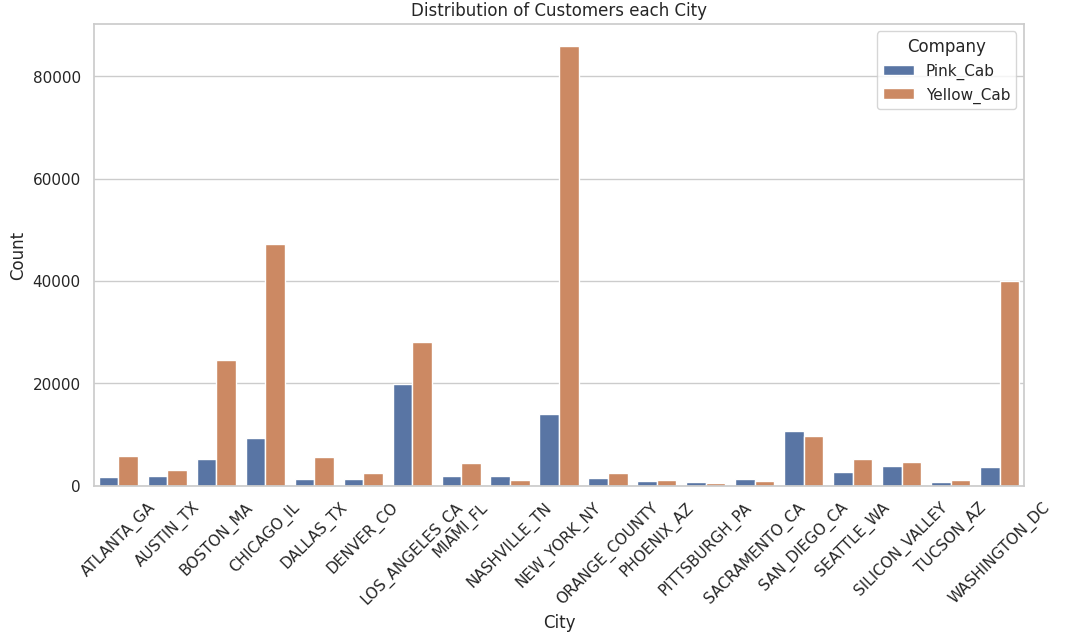 Distribution of Customers each City
Company
Pink_Cab
Yellow_Cab
80000
60000
40000
20000
0
Count
ATLANTA_GA
AUSTIN_TX
BOSTON_MA
CHICAGO_IL
DALLAS_TX
DENVER_CO
LOS_ANGELES_CA
MIAMI_FL
NASHVILLE_TN
NEW_YORK_NY
ORANGE_COUNTY
PHOENIX_AZ
PITTSBURGH_PA
SACRAMENTO_CA
SAN_DIEGO_CA
SEATTLE_WA
SILICON_VALLEY
TUCSON_AZ
WASHINGTON_DC
City